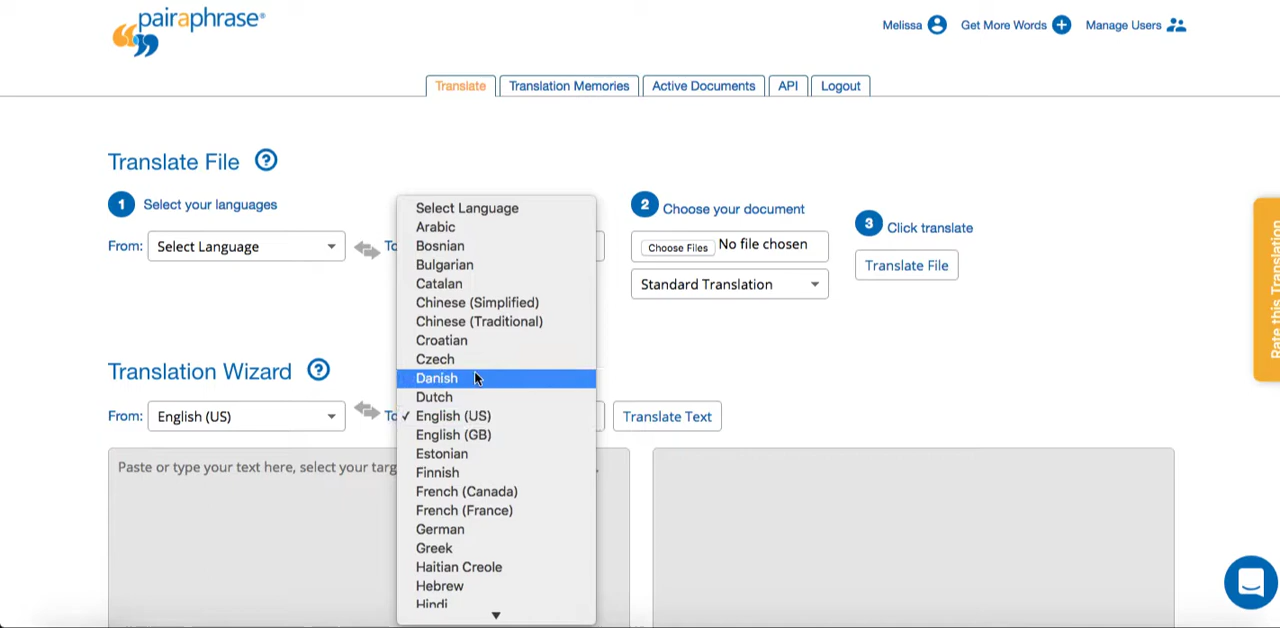 pairaphrase®
Melissa
Get More Words
Manage Users
Translate
Translation Memories
Active Documents
API
Logout
Translate File ?
1 Select your languages
From: Select Language
To
2 Choose your document
Choose Files No file chosen
Standard Translation
3 Click translate
Translate File
Select Language
Arabic
Bosnian
Bulgarian
Catalan
Chinese (Simplified)
Chinese (Traditional)
Croatian
Czech
Danish
Dutch
✓ English (US)
English (GB)
Estonian
Finnish
French (Canada)
French (France)
German
Greek
Haitian Creole
Hebrew
Hindi
Translation Wizard ?
From: English (US)
To
Translate Text
Paste or type your text here, select your targ
Rate this Translation